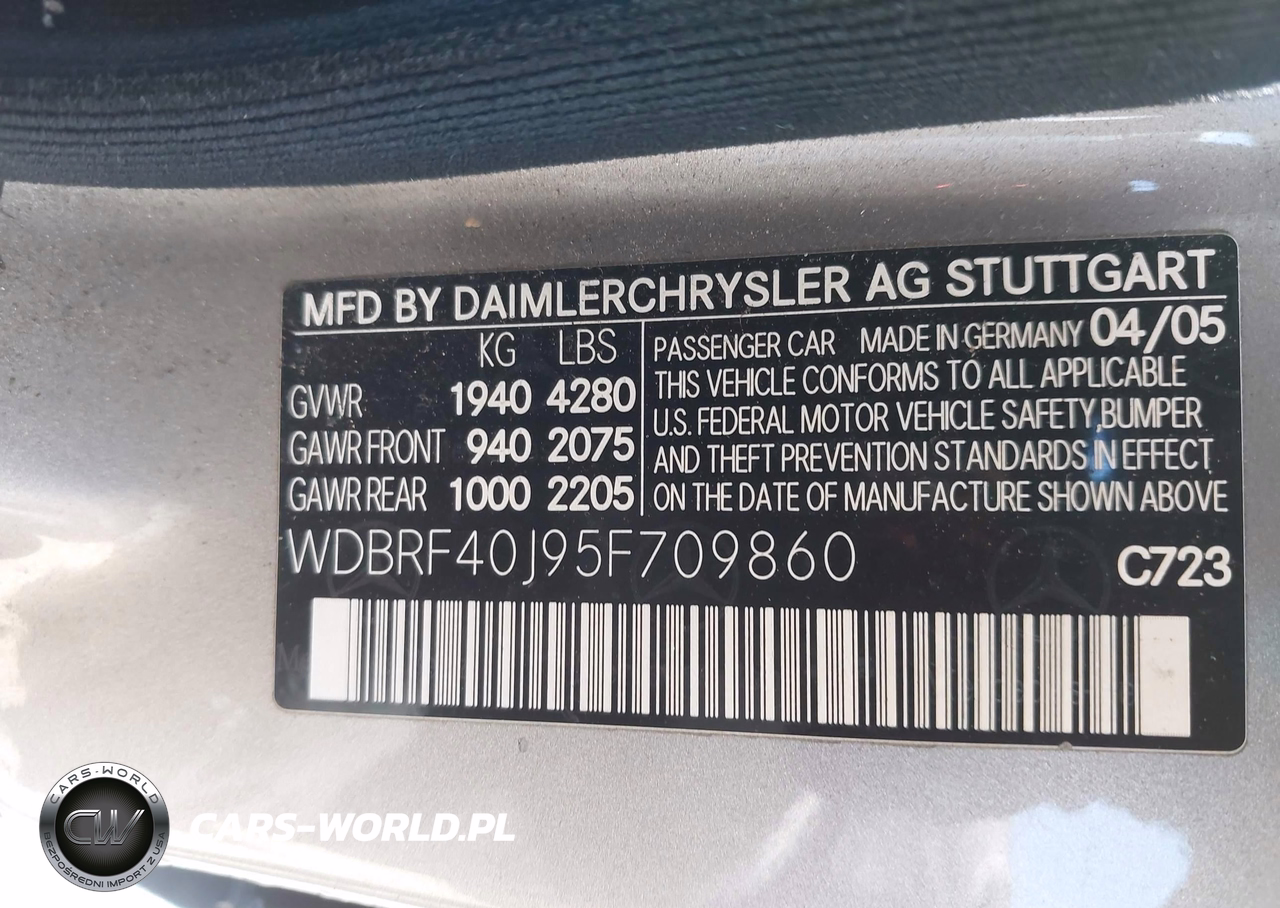 MFD BY DAIMLERCHRYSLER AG STUTTGART
KG LBS
GVWR 1940 4280
GAWR FRONT 940 2075
GAWR REAR 1000 2205
PASSENGER CAR MADE IN GERMANY 04/05
THIS VEHICLE CONFORMS TO ALL APPLICABLE
U.S. FEDERAL MOTOR VEHICLE SAFETY,BUMPER
AND THEFT PREVENTION STANDARDS IN EFFECT
ON THE DATE OF MANUFACTURE SHOWN ABOVE
WDBRF40J95F709860
C723
CARS-WORLD
CW
BEZPOŚREDNI IMPORT Z USA
CARS-WORLD.PL